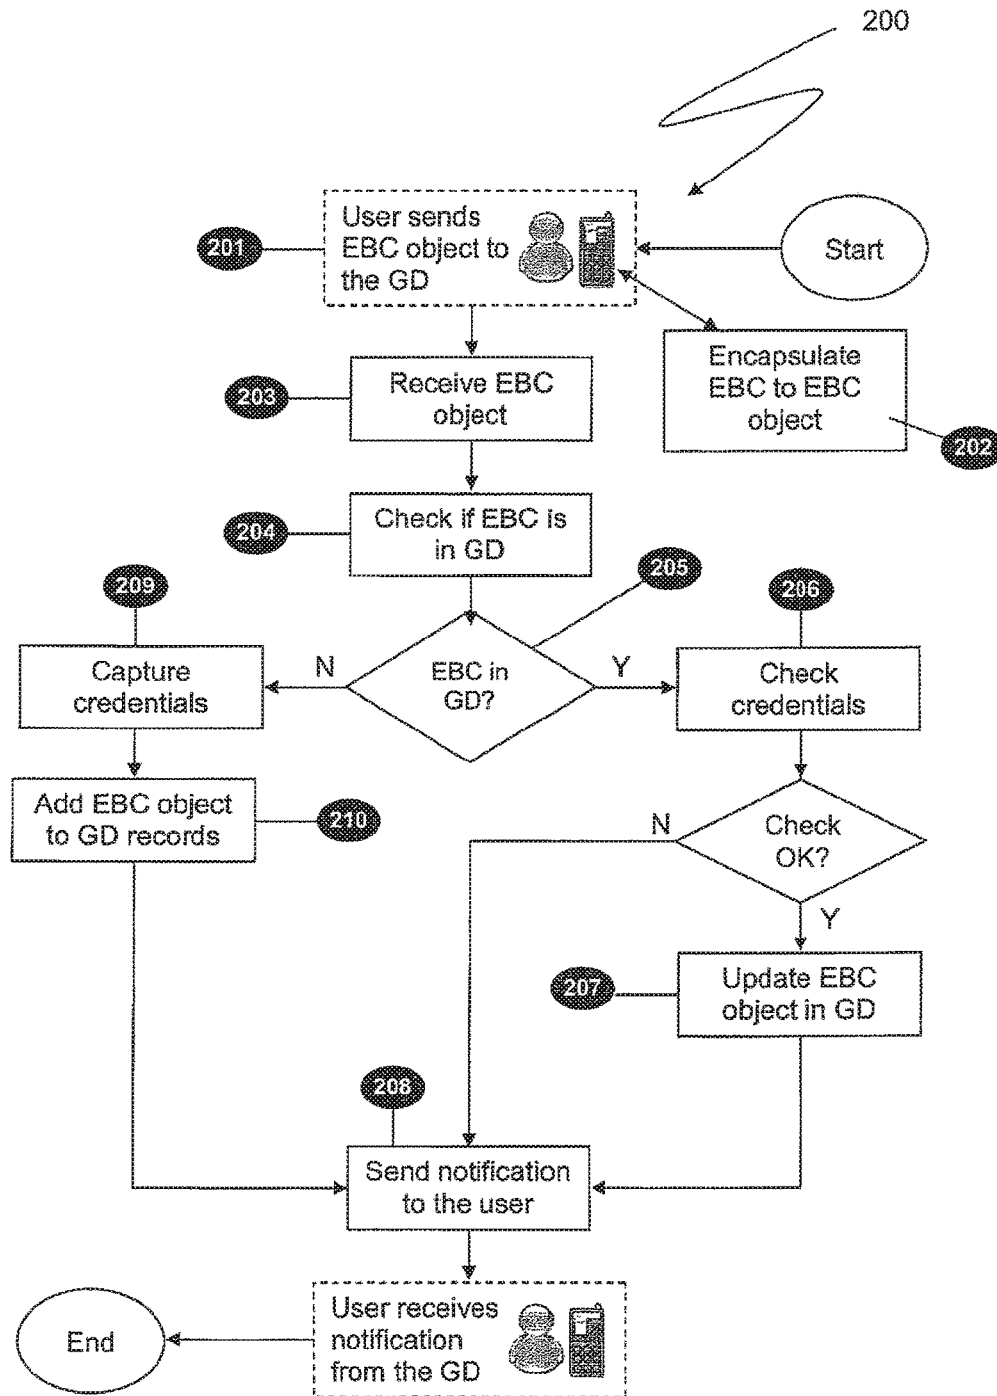 200
User sends
EBC object to
the GD
201
Start
Encapsulate
EBC to EBC
object
202
Receive EBC
object
203
Check if EBC is
in GD
204
205
206
209
Capture
credentials
N
EBC in
GD?
Y
Check
credentials
Add EBC object
to GD records
210
N
Check
OK?
Y
207
Update EBC
object in GD
208
Send notification
to the user
User receives
notification
from the GD
End